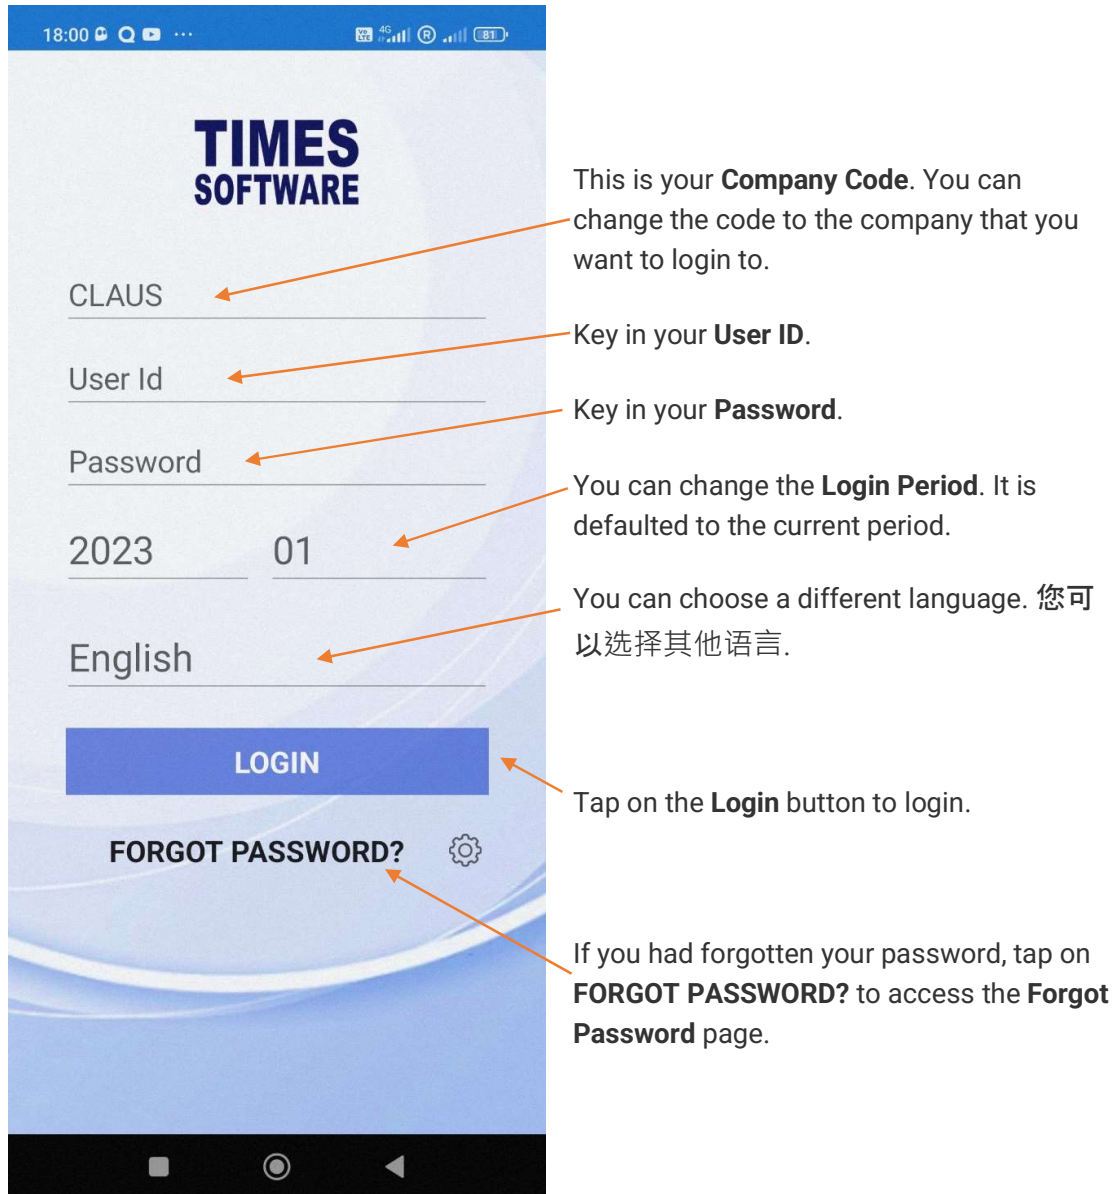 18:00
Vo LTE 4G R 81
TIMES
SOFTWARE
CLAUS
User Id
Password
2023 01
English
LOGIN
FORGOT PASSWORD?
This is your Company Code. You can
change the code to the company that you
want to login to.
Key in your User ID.
Key in your Password.
You can change the Login Period. It is
defaulted to the current period.
You can choose a different language. 您可
以选择其他语言.
Tap on the Login button to login.
If you had forgotten your password, tap on
FORGOT PASSWORD? to access the Forgot
Password page.